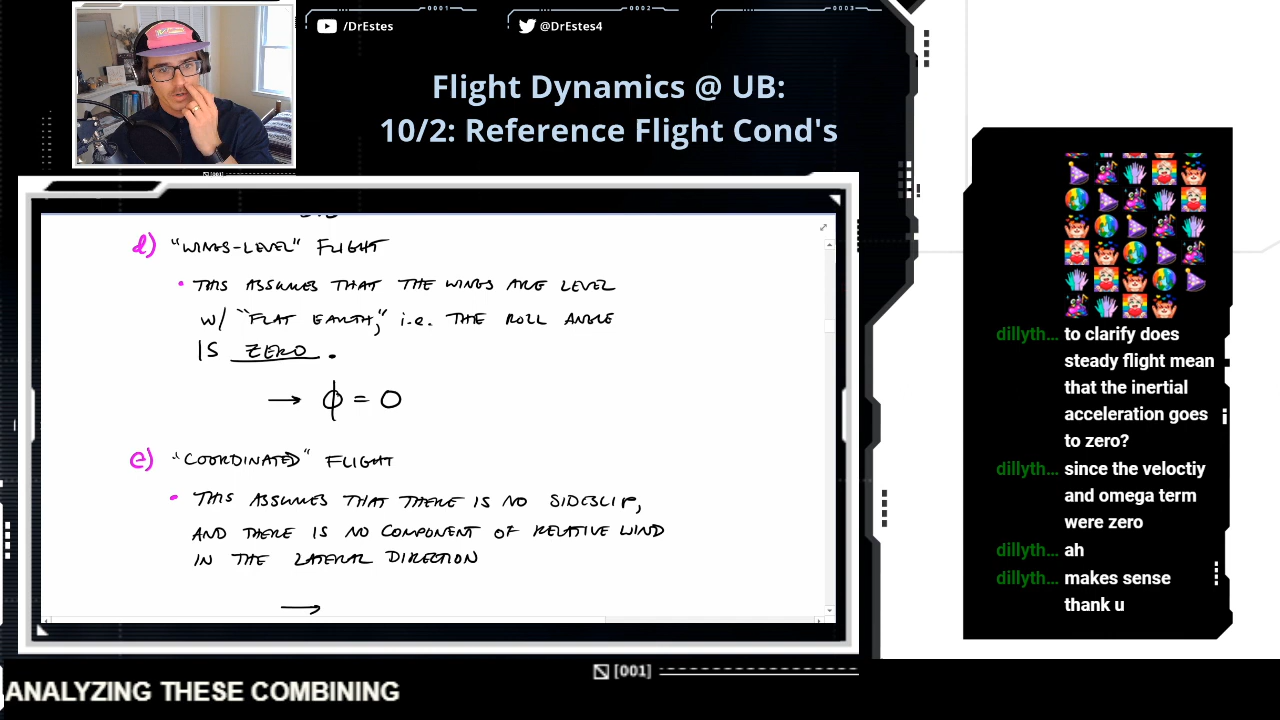 0001
0002
0003
/DrEstes
@DrEstes4
Flight Dynamics @ UB:
10/2: Reference Flight Cond's
[001]
d) "WINGS-LEVEL" FLIGHT
• THIS ASSUMES THAT THE WINGS ARE LEVEL
W/ "FLAT EARTH," i.e. THE ROLL ANGLE
IS ZERO.
→ ϕ = 0
e) "COORDINATED" FLIGHT
• THIS ASSUMES THAT THERE IS NO SIDESLIP,
AND THERE IS NO COMPONENT OF RELATIVE WIND
IN THE LATERAL DIRECTION
→
dillyth... to clarify does
steady flight mean
that the inertial
acceleration goes
to zero?
dillyth... since the veloctiy
and omega term
were zero
dillyth... ah
dillyth... makes sense
thank u
[001]
ANALYZING THESE COMBINING